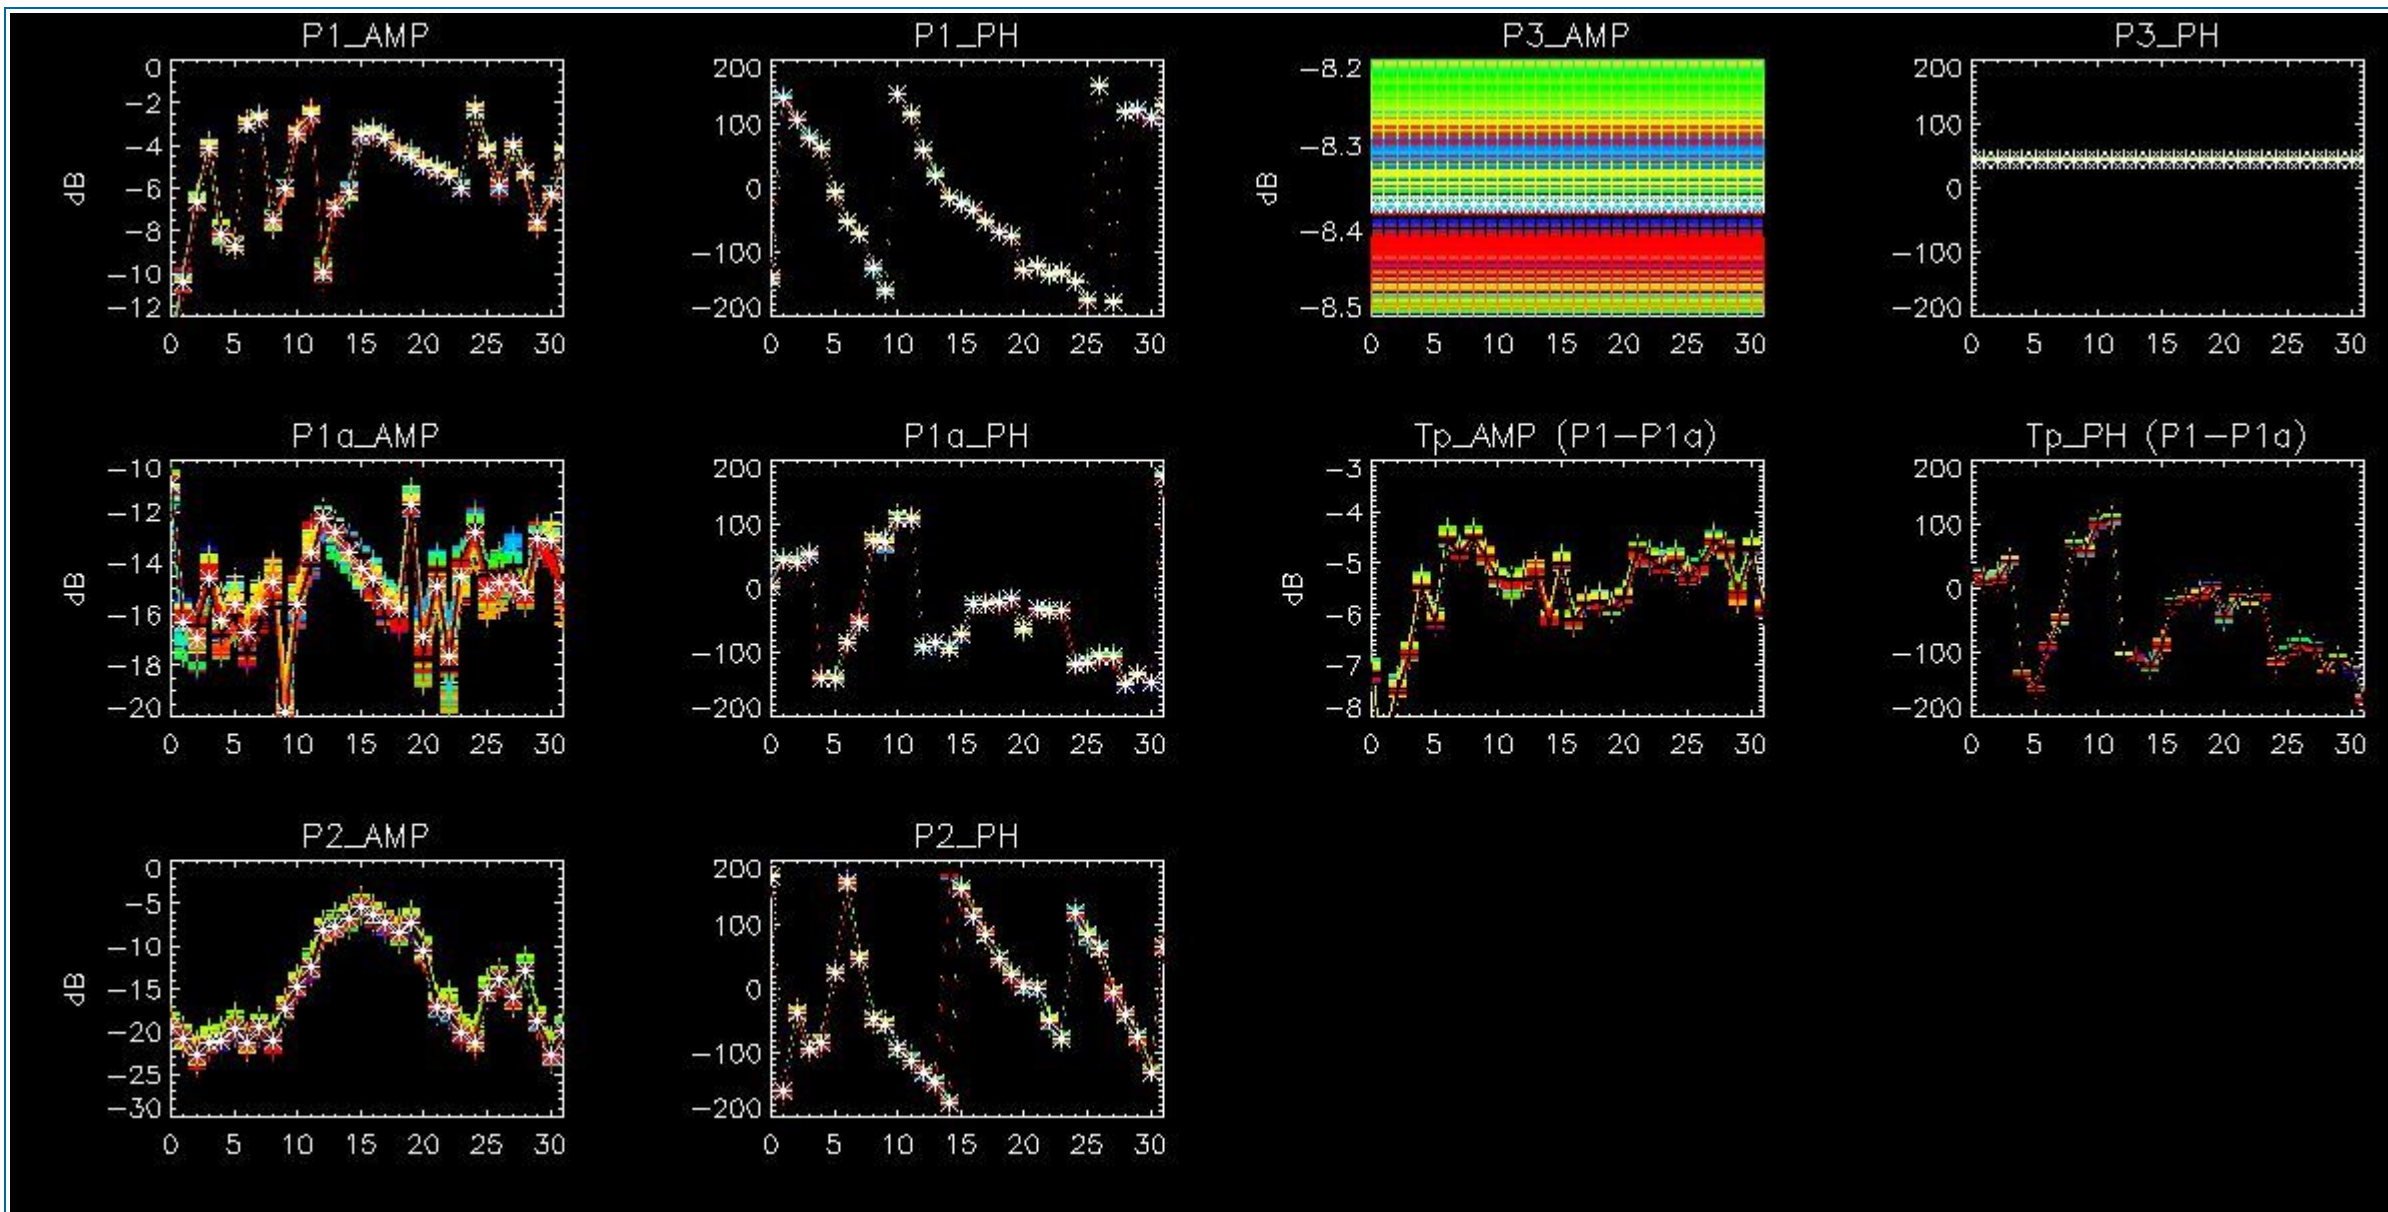 P1_AMP
0
−2
−4
−6
−8
−10
−12
dB
0 5 10 15 20 25 30
P1_PH
200
100
0
−100
−200
0 5 10 15 20 25 30
P3_AMP
−8.2
−8.3
−8.4
−8.5
dB
0 5 10 15 20 25 30
P3_PH
200
100
0
−100
−200
0 5 10 15 20 25 30
P1a_AMP
−10
−12
−14
−16
−18
−20
dB
0 5 10 15 20 25 30
P1a_PH
200
100
0
−100
−200
0 5 10 15 20 25 30
Tp_AMP (P1−P1a)
−3
−4
−5
−6
−7
−8
dB
0 5 10 15 20 25 30
Tp_PH (P1−P1a)
200
100
0
−100
−200
0 5 10 15 20 25 30
P2_AMP
0
−5
−10
−15
−20
−25
−30
dB
0 5 10 15 20 25 30
P2_PH
200
100
0
−100
−200
0 5 10 15 20 25 30